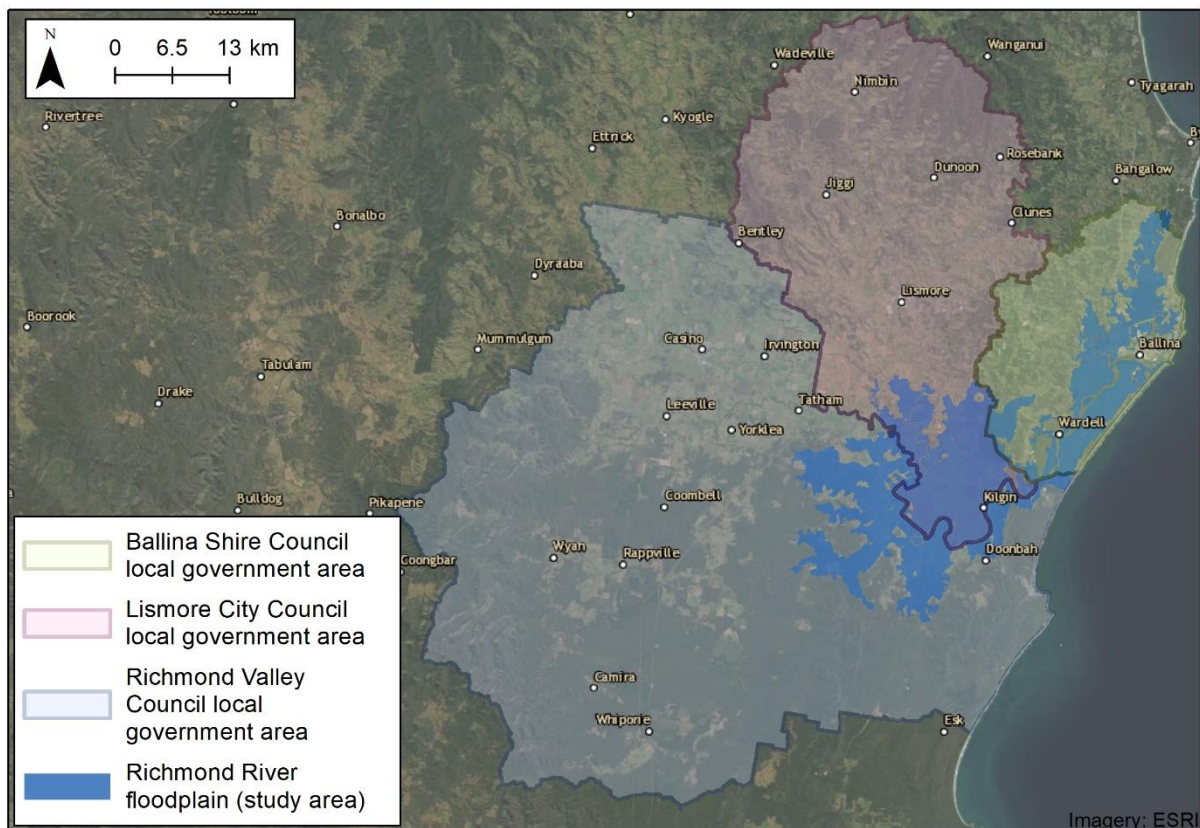 N
0 6.5 13 km
Wadeville
Wanganui
Nimbin
Tyagarah
Rivertree
Kyogle
Ettrick
Rosebank
Dunoon
Bangalow
Jiggi
Bonalbo
Clunes
Bentley
Dyraaba
Lismore
Boorook
Mummulgum
Casino
Irvington
Ballina
Tabulam
Drake
Leeville
Tatham
Yorklea
Wardell
Bulldog
Pikapene
Coombell
Kilgin
Coongbar
Wyan
Rappville
Doonbah
Camira
Whiporie
Esk
Ballina Shire Council
local government area
Lismore City Council
local government area
Richmond Valley
Council local
government area
Richmond River
floodplain (study area)
Imagery: ESRI